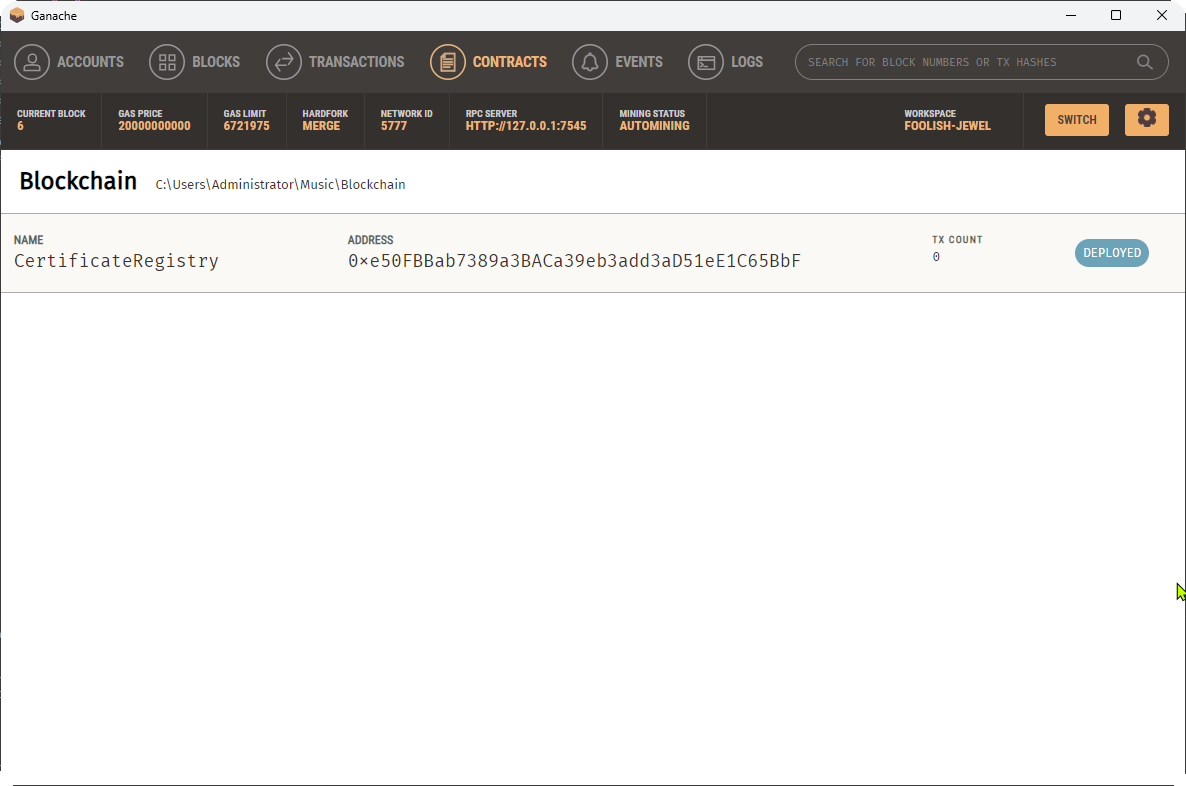 Ganache
ACCOUNTS BLOCKS TRANSACTIONS CONTRACTS EVENTS LOGS SEARCH FOR BLOCK NUMBERS OR TX HASHES
CURRENT BLOCK GAS PRICE GAS LIMIT HARDFORK NETWORK ID RPC SERVER MINING STATUS WORKSPACE
6 20000000000 6721975 MERGE 5777 HTTP://127.0.0.1:7545 AUTOMINING FOOLISH-JEWEL SWITCH
Blockchain C:\Users\Administrator\Music\Blockchain
NAME ADDRESS TX COUNT
CertificateRegistry 0×e50FBBab7389a3BACa39eb3add3aD51eE1C65BbF 0 DEPLOYED